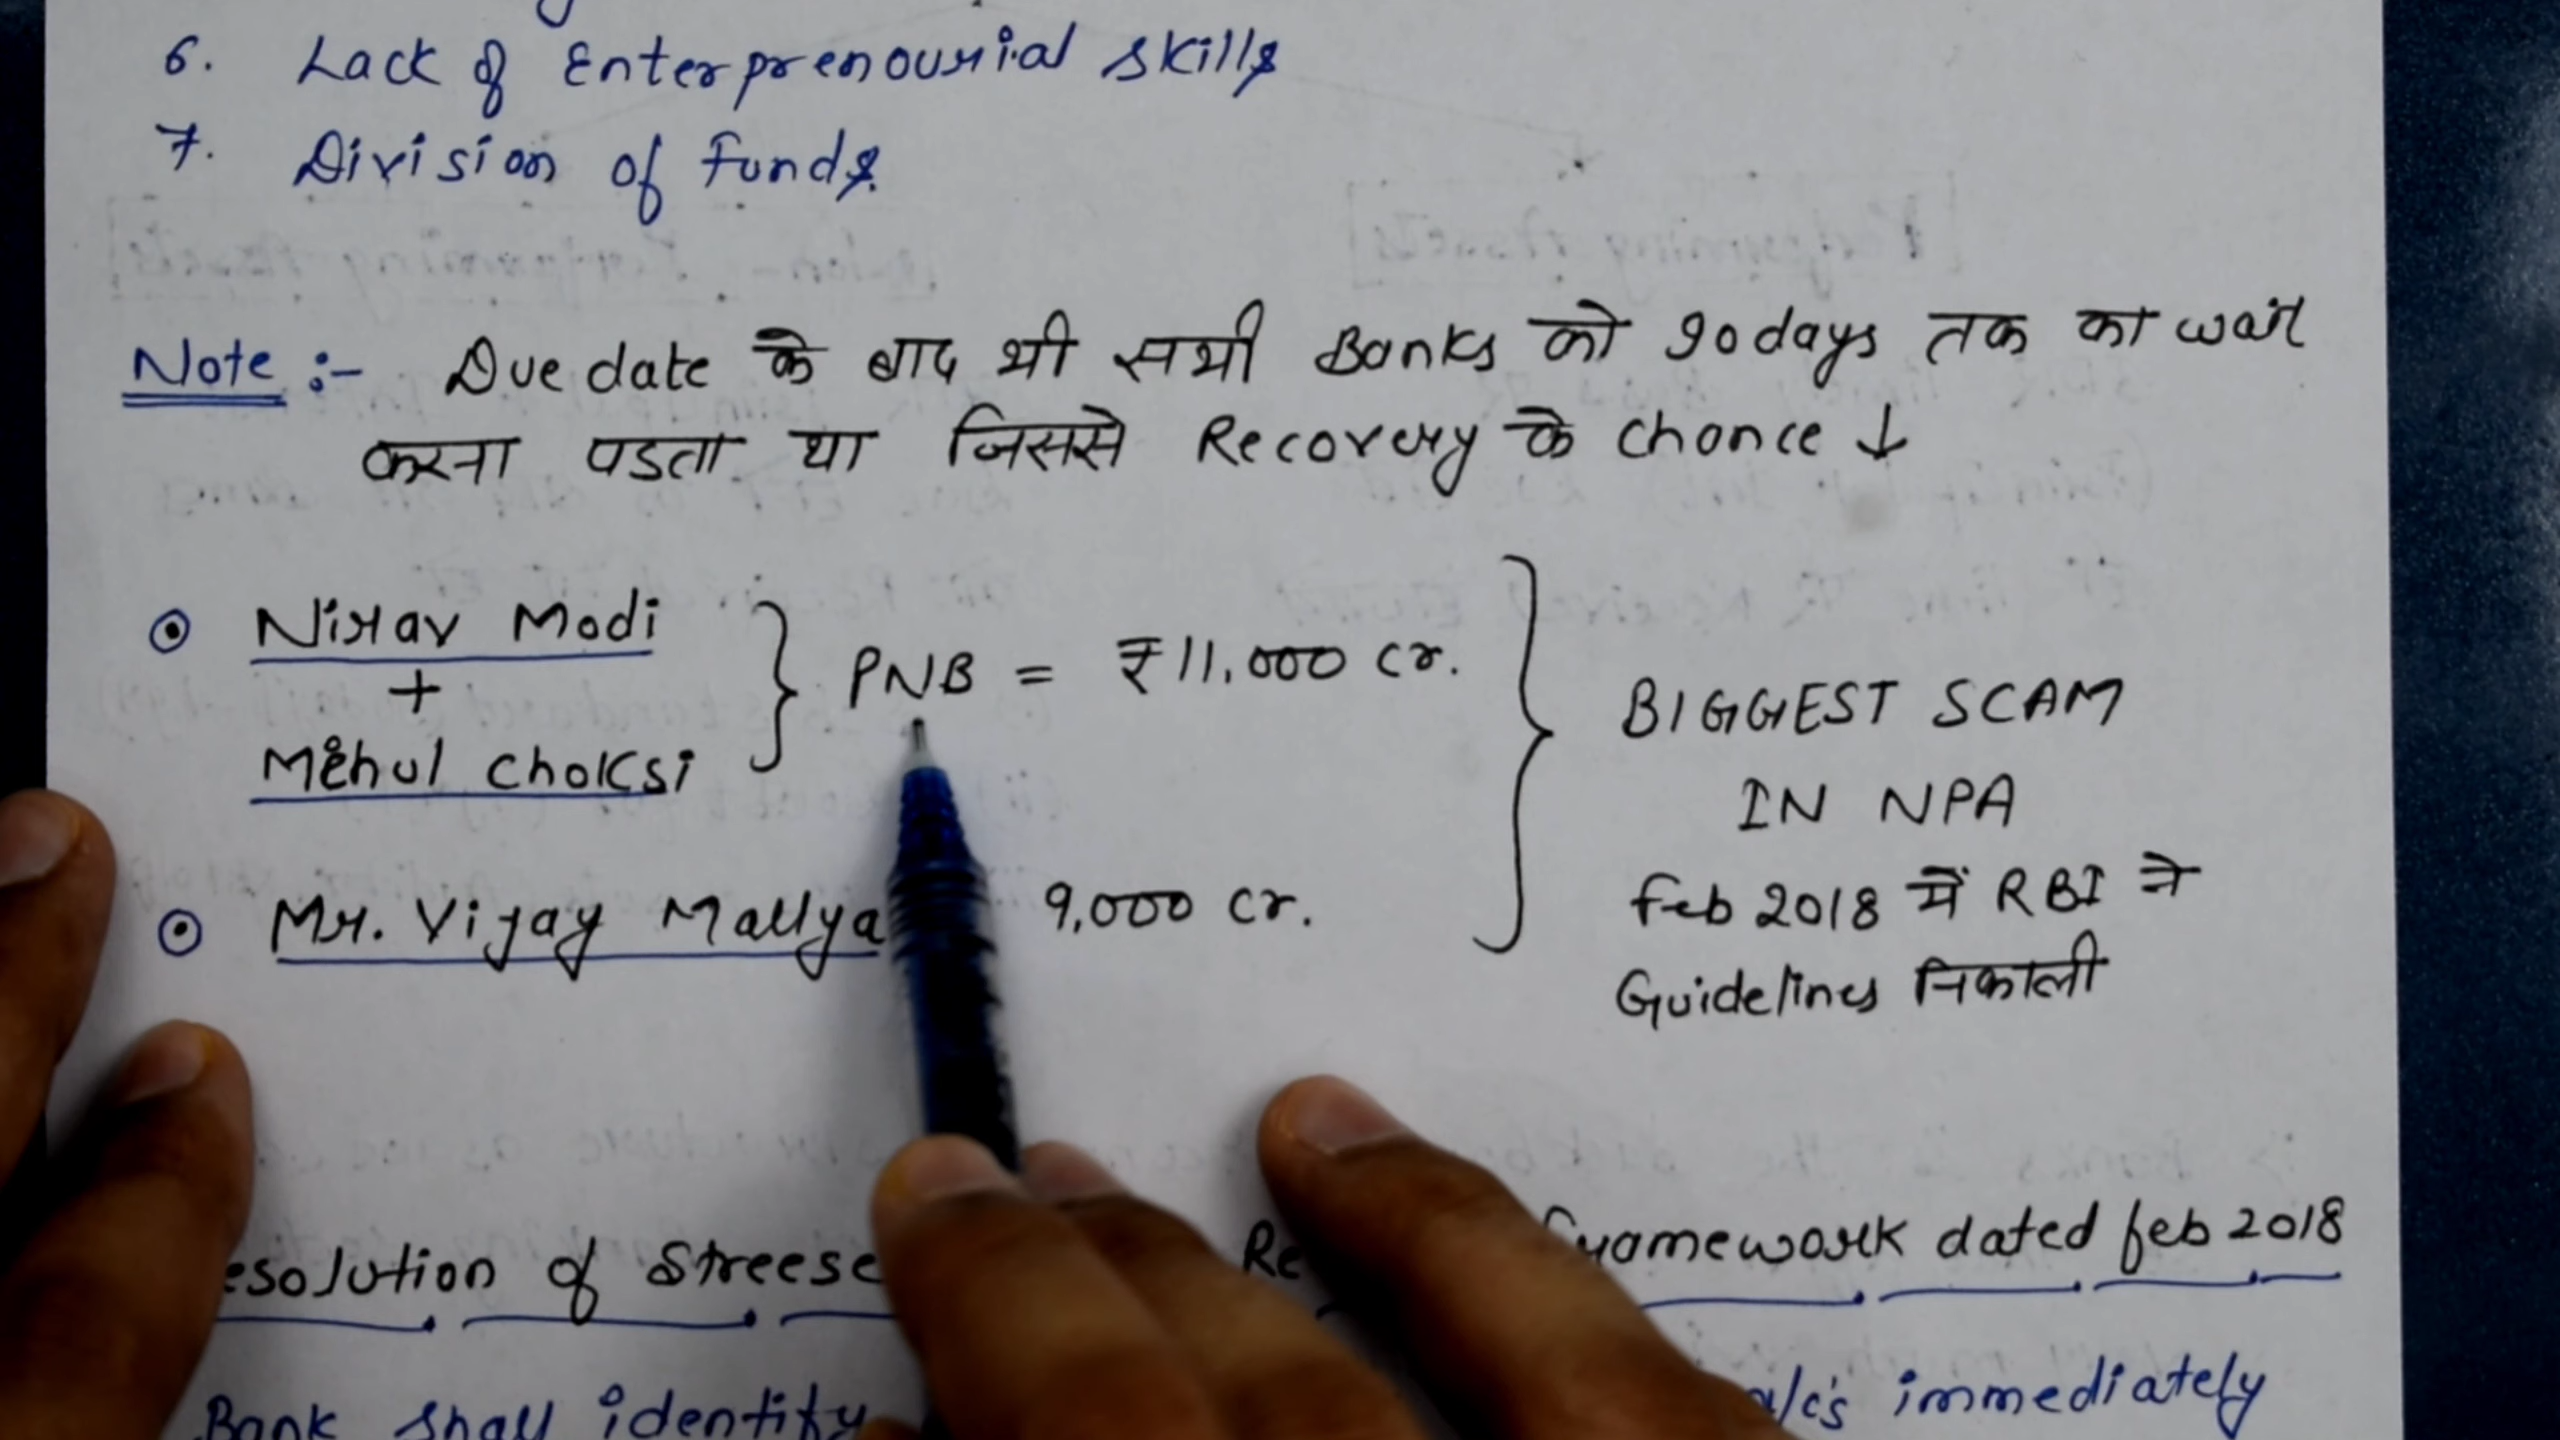 6. Lack of Enterprenourial skills
7. Division of funds.
Note :- Due date के बाद भी सभी Banks को 90 days तक का wait
करना पडता था जिससे Recovery के chance ↓
⊙ Nirav Modi
+
Mehul choksi
} PNB = ₹11,000 cr.
⊙ Mr. Vijay Mallya 9,000 cr.
} BIGGEST SCAM
IN NPA
feb 2018 में RBI ने
Guidelines निकाली
esolution of Streese Re framework dated feb 2018
Bank shall identify a/c's immediately